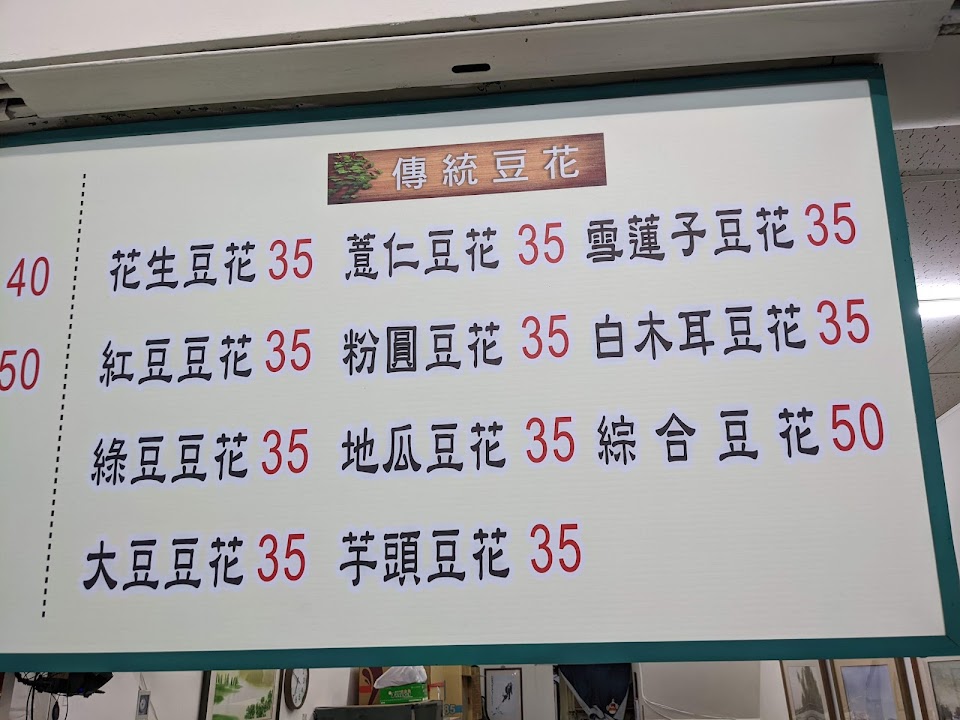 傳統豆花
40
50
花生豆花 35 薏仁豆花 35 雪蓮子豆花 35
紅豆豆花 35 粉圓豆花 35 白木耳豆花 35
綠豆豆花 35 地瓜豆花 35 綜合豆花 50
大豆豆花 35 芋頭豆花 35